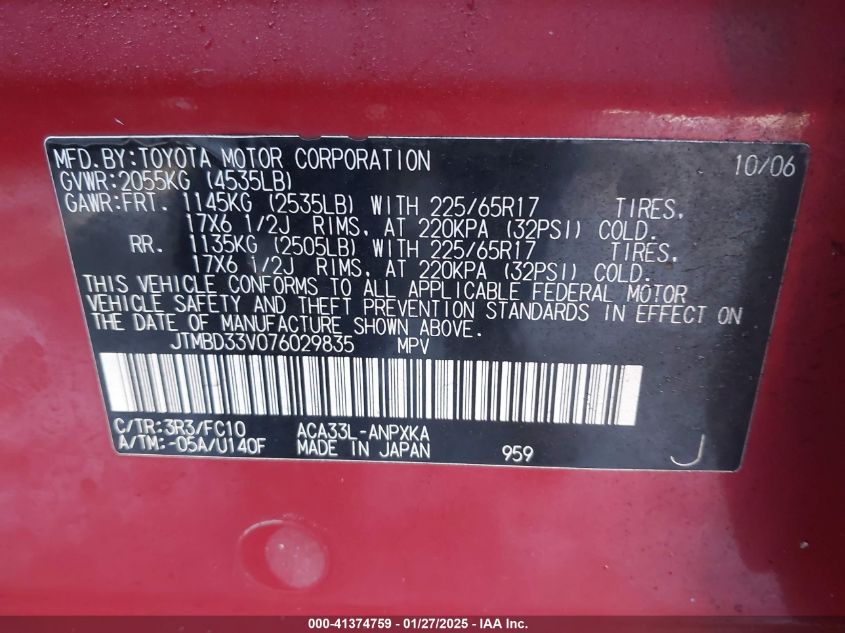 MFD.BY:TOYOTA MOTOR CORPORATION 10/06
GVWR:2055KG (4535LB)
GAWR:FRT. 1145KG (2535LB) WITH 225/65R17 TIRES,
17X6 1/2J RIMS, AT 220KPA (32PSI) COLD.
RR. 1135KG (2505LB) WITH 225/65R17 TIRES,
17X6 1/2J RIMS, AT 220KPA (32PSI) COLD.
THIS VEHICLE CONFORMS TO ALL APPLICABLE FEDERAL MOTOR
VEHICLE SAFETY AND THEFT PREVENTION STANDARDS IN EFFECT ON
THE DATE OF MANUFACTURE SHOWN ABOVE.
JTMBD33V076029835 MPV
C/TR:3R3/FC10 ACA33L-ANPXKA
A/TM:-05A/U140F MADE IN JAPAN 959 J
000-41374759 | 01/27/2025 - IAA Inc.